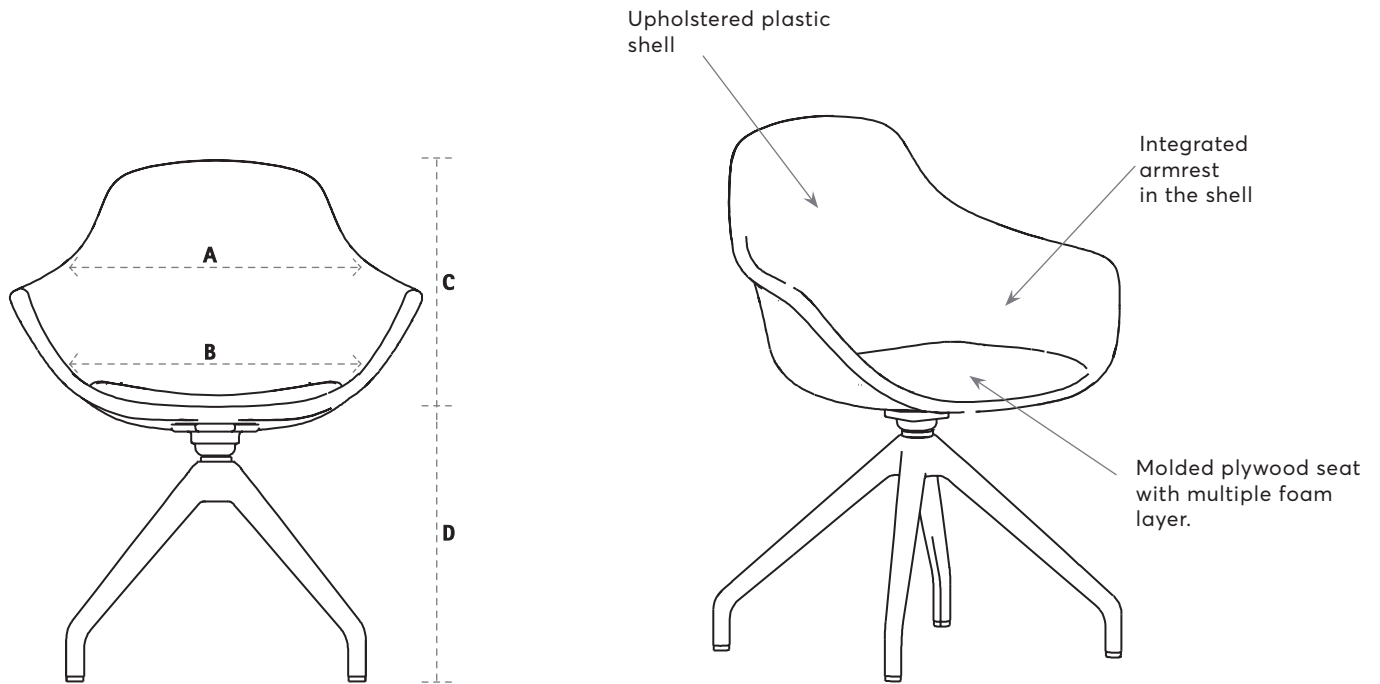 Upholstered plastic
shell
Integrated
armrest
in the shell
A
C
B
Molded plywood seat
with multiple foam
layer.
D